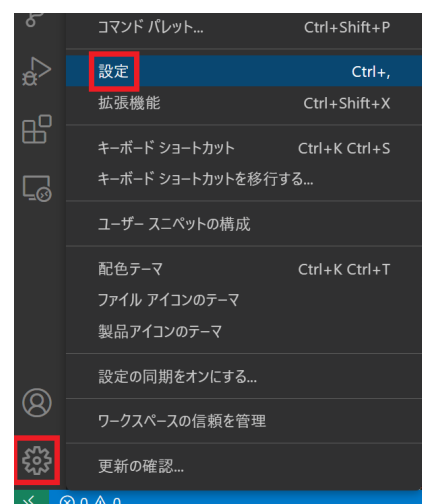 コマンド パレット... Ctrl+Shift+P
設定 Ctrl+,
拡張機能 Ctrl+Shift+X
キーボード ショートカット Ctrl+K Ctrl+S
キーボード ショートカットを移行する...
ユーザー スニペットの構成
配色テーマ Ctrl+K Ctrl+T
ファイル アイコンのテーマ
製品アイコンのテーマ
設定の同期をオンにする...
ワークスペースの信頼を管理
更新の確認...
0 0